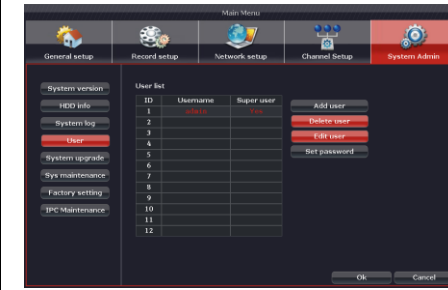 Main Menu
General setup
Record setup
Network setup
Channel Setup
System Admin
System version
HDD info
System log
User
System upgrade
Sys maintenance
Factory setting
IPC Maintenance
User list
ID Username Super user
1 admin Yes
2
3
4
5
6
7
8
9
10
11
12
Add user
Delete user
Edit user
Set password
Ok
Cancel